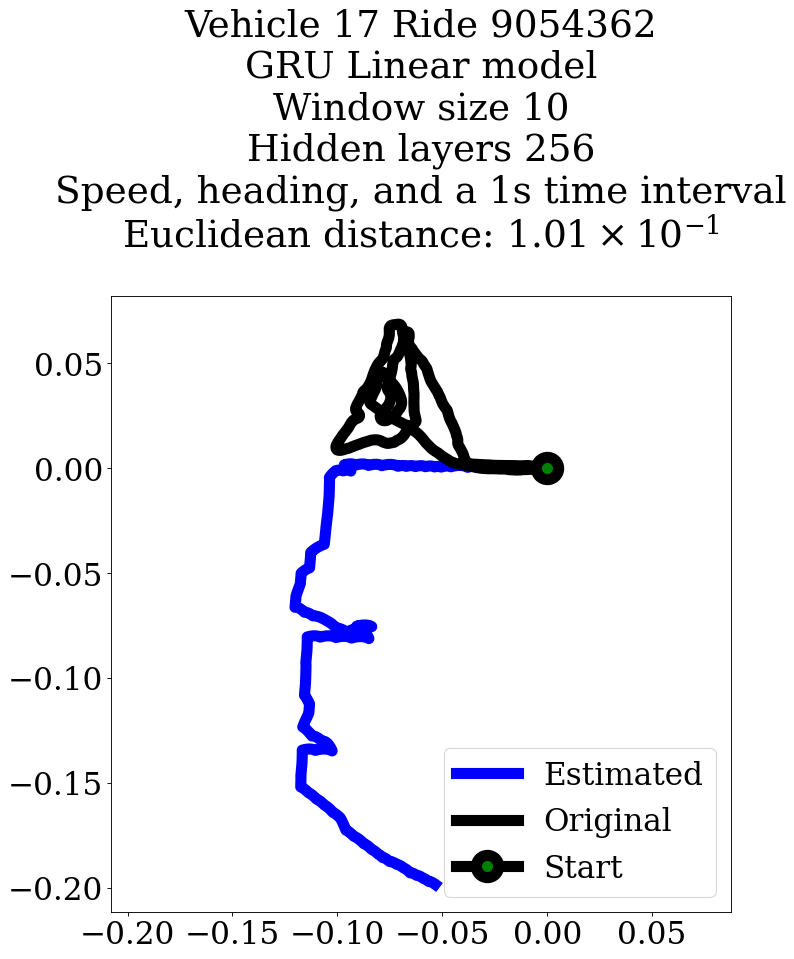 Vehicle 17 Ride 9054362
GRU Linear model
Window size 10
Hidden layers 256
Speed, heading, and a 1s time interval
Euclidean distance: 1.01 × 10⁻¹
0.05
0.00
−0.05
−0.10
−0.15
−0.20
Estimated
Original
Start
−0.20 −0.15 −0.10 −0.05 0.00 0.05